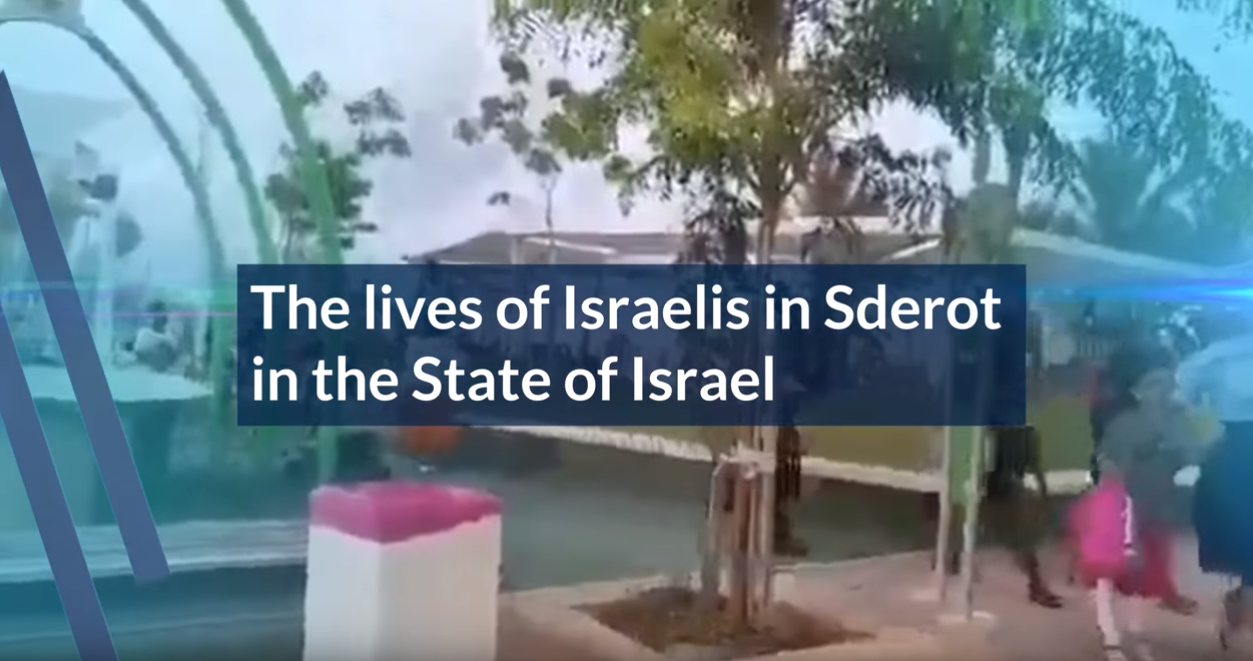 The lives of Israelis in Sderot
in the State of Israel